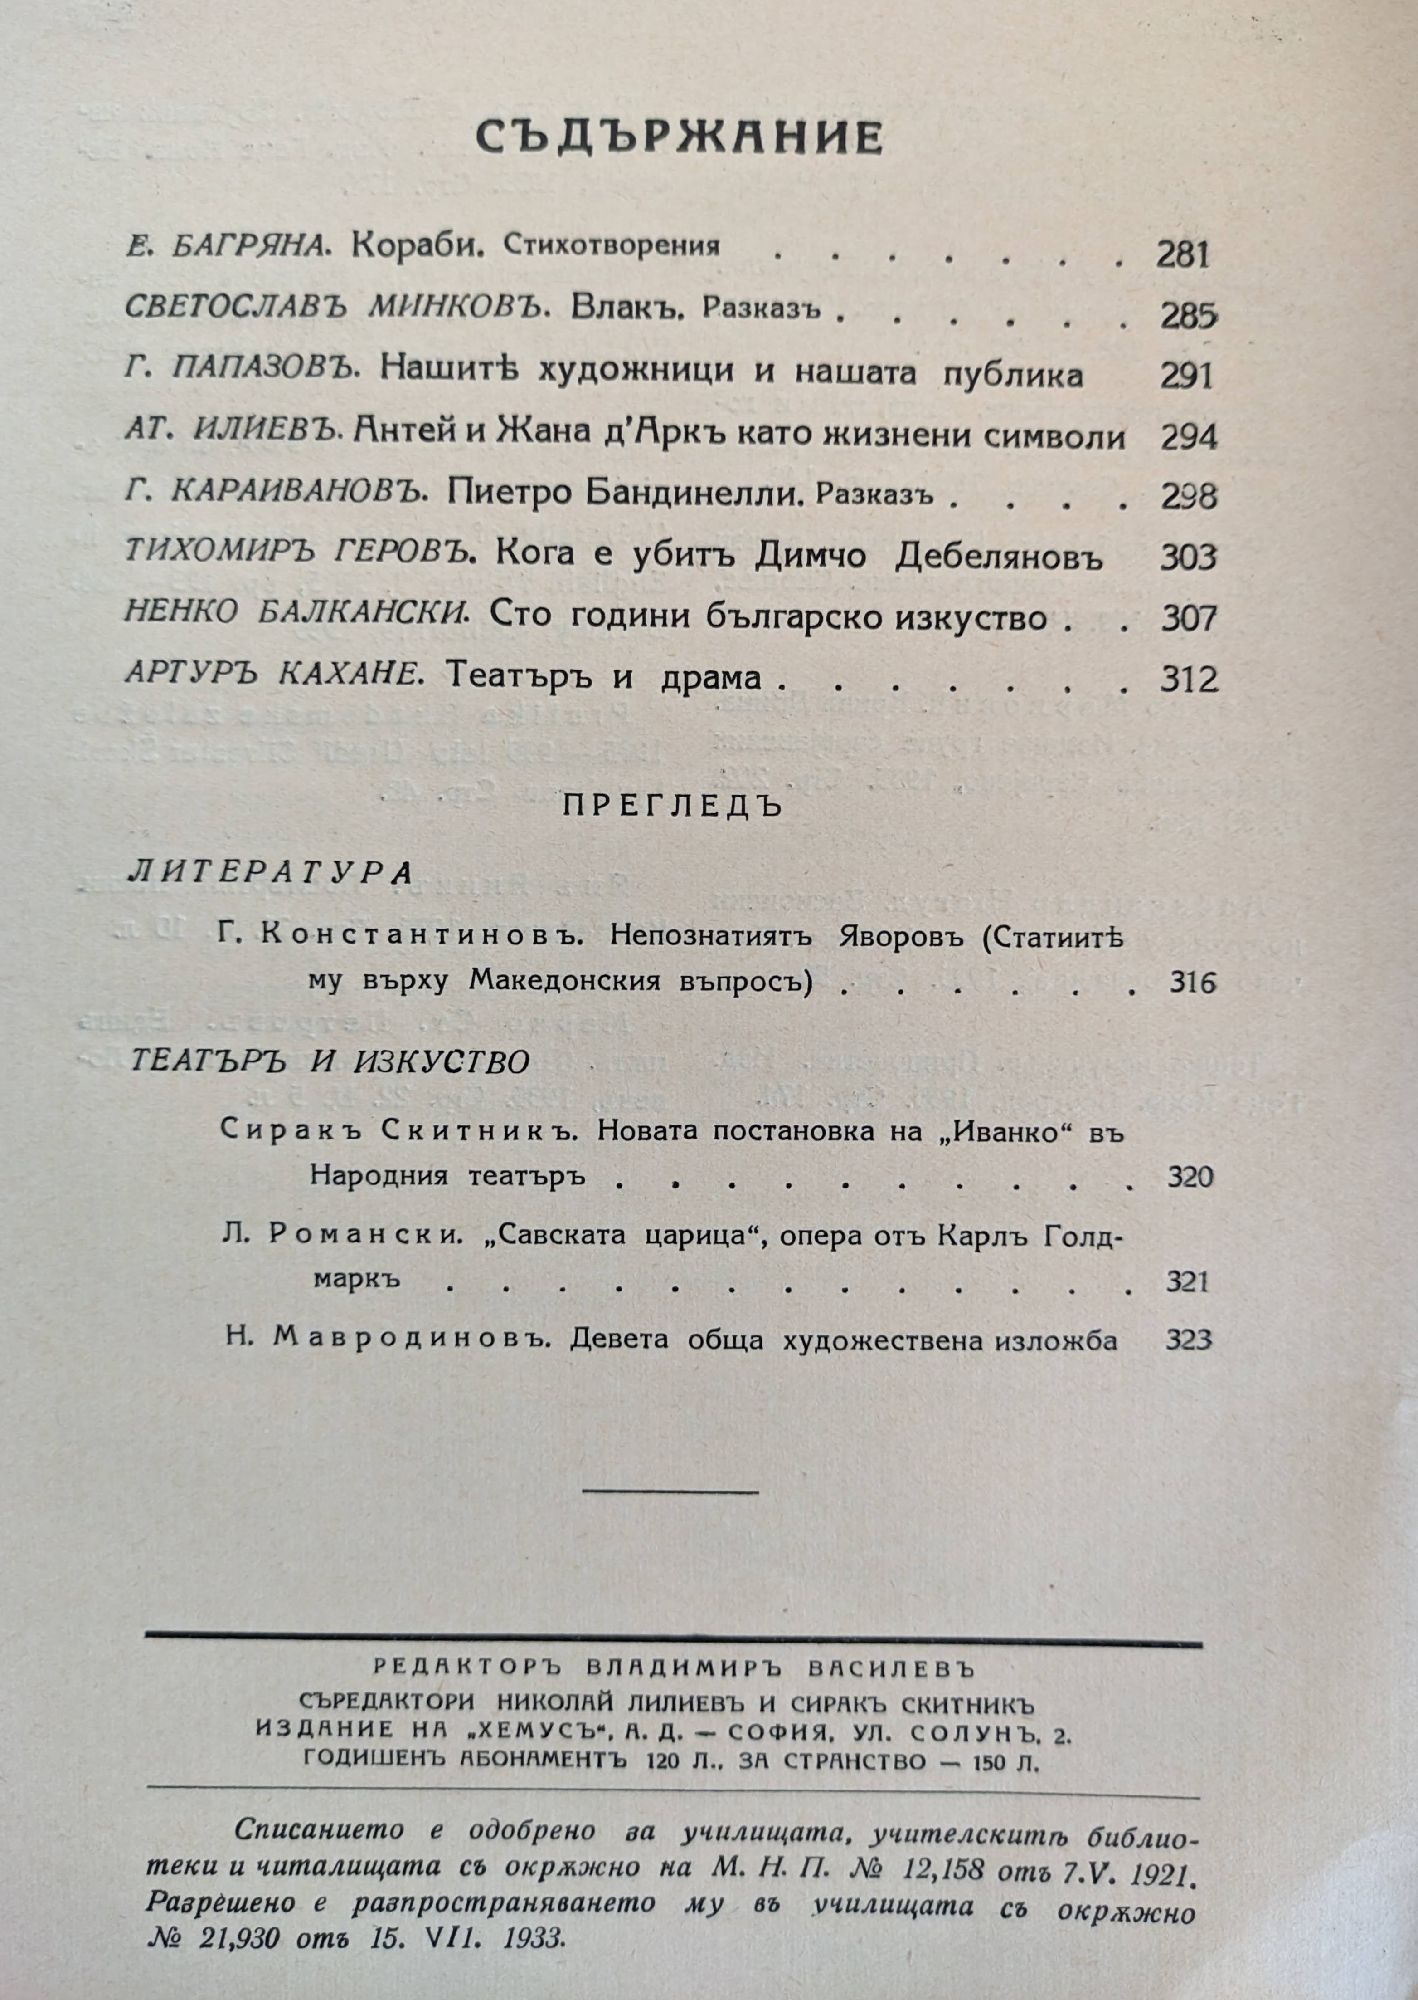 СЪДЪРЖАНИЕ
Е. БАГРЯНА. Кораби. Стихотворения . . . . . . . 281
СВЕТОСЛАВЪ МИНКОВЪ. Влакъ. Разказъ . . . . . . 285
Г. ПАПАЗОВЪ. Нашитѣ художници и нашата публика 291
АТ. ИЛИЕВЪ. Антей и Жана д’Аркъ като жизнени символи 294
Г. КАРАИВАНОВЪ. Пиетро Бандинелли. Разказъ . . . . 298
ТИХОМИРЪ ГЕРОВЪ. Кога е убитъ Димчо Дебеляновъ 303
НЕНКО БАЛКАНСКИ. Сто години българско изкуство . . 307
АРТУРЪ КАХАНЕ. Театъръ и драма . . . . . . . 312
ПРЕГЛЕДЪ
ЛИТЕРАТУРА
Г. Константиновъ. Непознатиятъ Яворовъ (Статиитѣ
му върху Македонския въпросъ) . . . . . . 316
ТЕАТЪРЪ И ИЗКУСТВО
Сиракъ Скитникъ. Новата постановка на „Иванко“ въ
Народния театъръ . . . . . . . . . . 320
Л. Романски. „Савската царица“, опера отъ Карлъ Голд-
маркъ . . . . . . . . . . . . . 321
Н. Мавродиновъ. Девета обща художествена изложба 323
РЕДАКТОРЪ ВЛАДИМИРЪ ВАСИЛЕВЪ
СЪРЕДАКТОРИ НИКОЛАЙ ЛИЛИЕВЪ И СИРАКЪ СКИТНИКЪ
ИЗДАНИЕ НА „ХЕМУСЪ“, А. Д. — СОФИЯ, УЛ. СОЛУНЪ, 2.
ГОДИШЕНЪ АБОНАМЕНТЪ 120 Л., ЗА СТРАНСТВО — 150 Л.
Списанието е одобрено за училищата, учителскитѣ библио-
теки и читалищата съ окрѫжно на М. Н. П. № 12,158 отъ 7.V. 1921.
Разрѐшено е разпространяването му въ училищата съ окрѫжно
№ 21,930 отъ 15. VII. 1933.